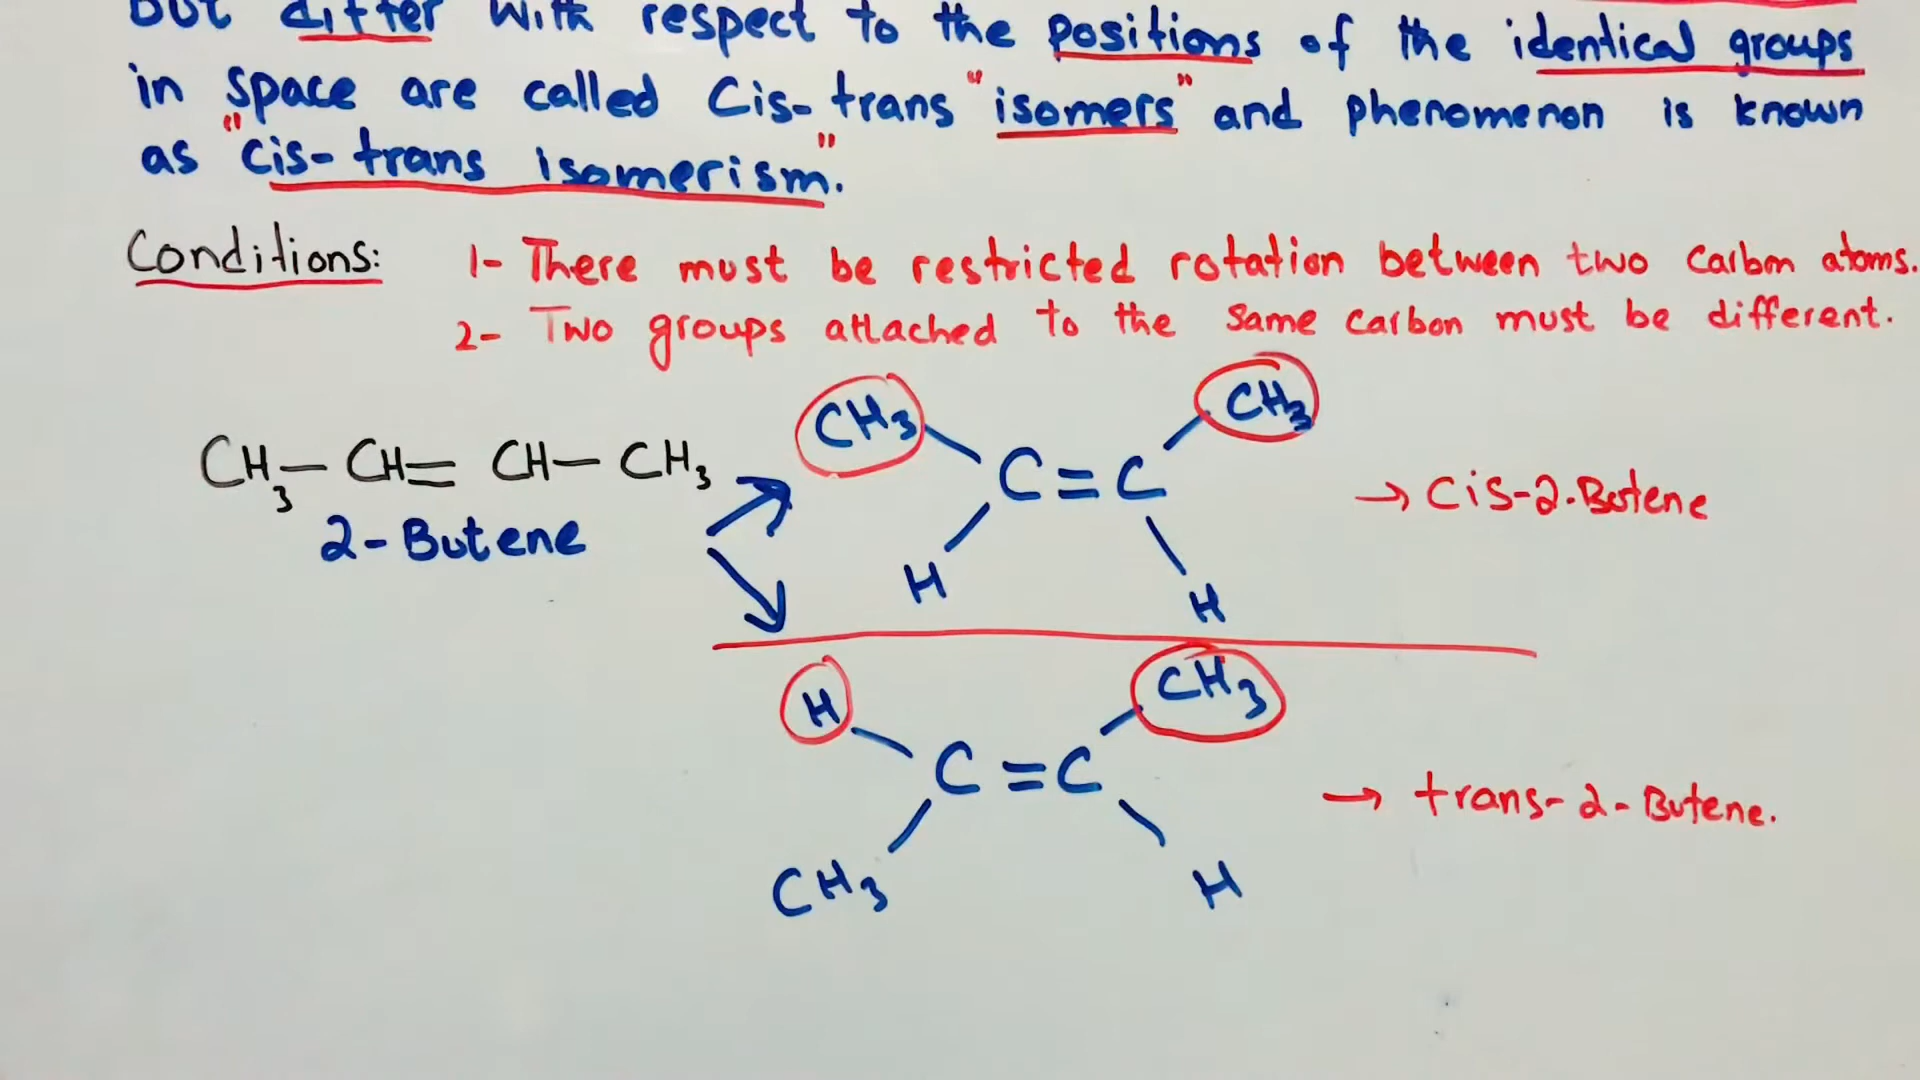 but differ with respect to the positions of the identical groups
in space are called Cis-trans "isomers" and phenomenon is known
as "cis-trans isomerism".
Conditions: 1- There must be restricted rotation between two carbon atoms.
2- Two groups attached to the same carbon must be different.
CH3 CH3
CH3-CH=CH-CH3 C=C → Cis-2-Butene
2-Butene
H H
H CH3
C=C → trans-2-Butene.
CH3 H